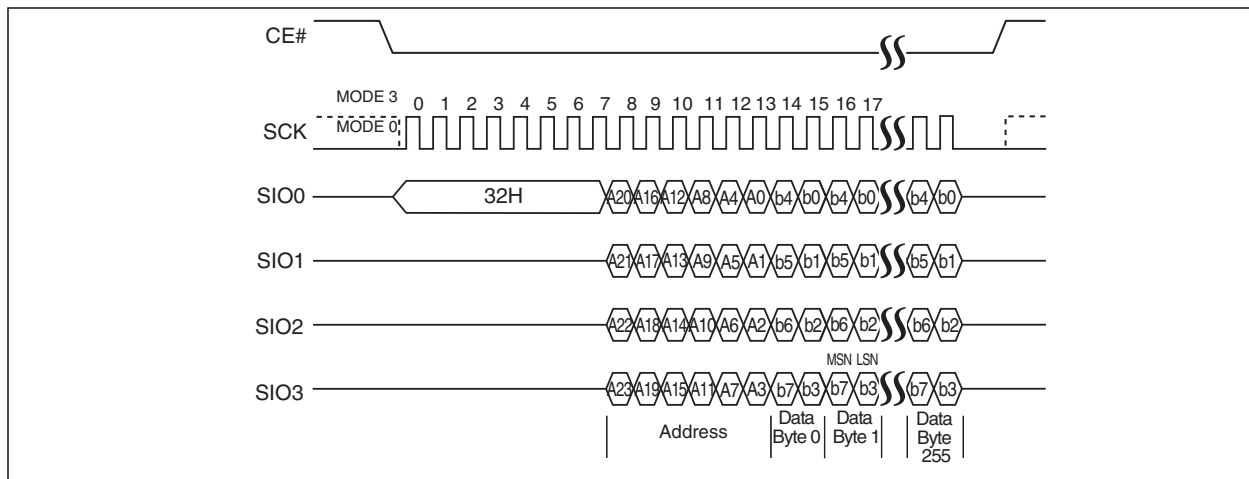 CE#
MODE 3
0 1 2 3 4 5 6 7 8 9 10 11 12 13 14 15 16 17
SCK
MODE 0
SIO0 32H A20 A16 A12 A8 A4 A0 b4 b0 b4 b0 b4 b0
SIO1 A21 A17 A13 A9 A5 A1 b5 b1 b5 b1 b5 b1
SIO2 A22 A18 A14 A10 A6 A2 b6 b2 b6 b2 b6 b2
MSN LSN
SIO3 A23 A19 A15 A11 A7 A3 b7 b3 b7 b3 b7 b3
Address
Data
Byte 0
Data
Byte 1
Data
Byte
255